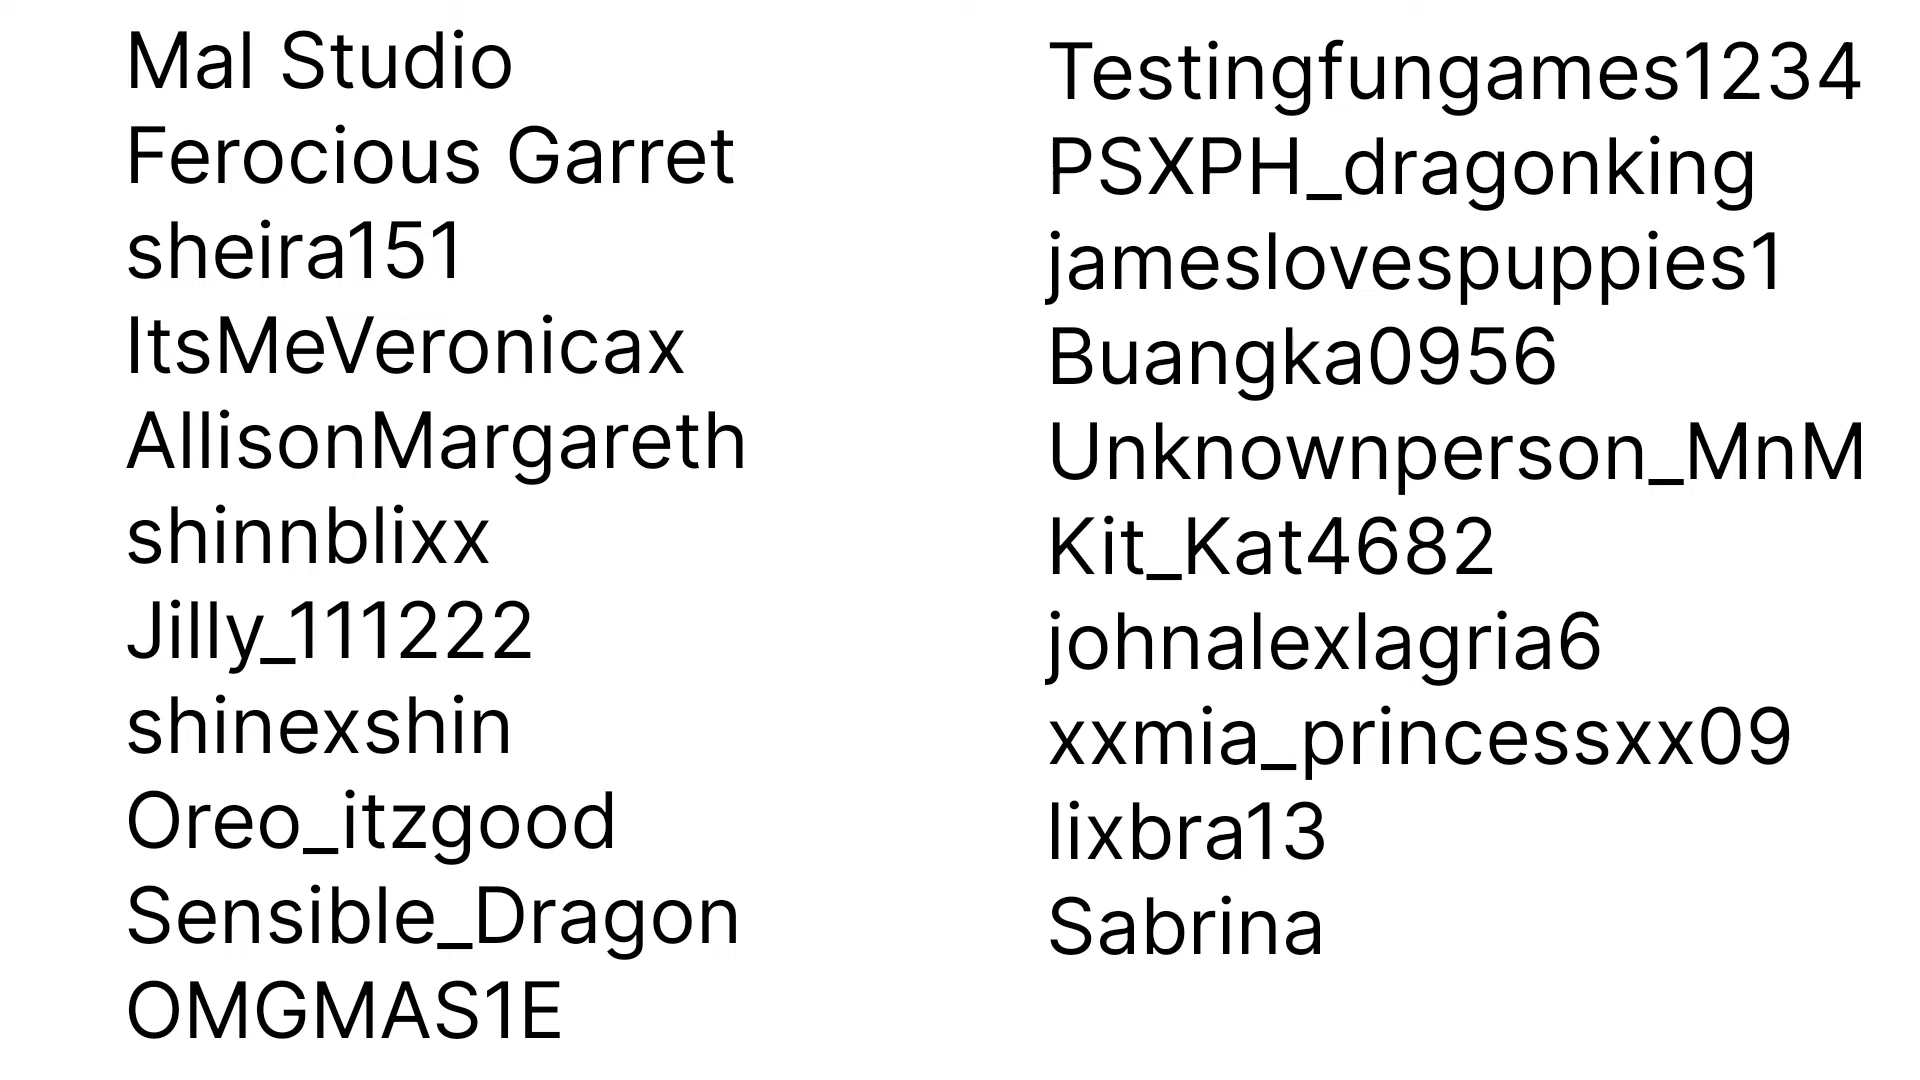 Mal Studio
Ferocious Garret
sheira151
ItsMeVeronicax
AllisonMargareth
shinnblixx
Jilly_111222
shinexshin
Oreo_itzgood
Sensible_Dragon
OMGMAS1E
Testingfungames1234
PSXPH_dragonking
jameslovespuppies1
Buangka0956
Unknownperson_MnM
Kit_Kat4682
johnalexlagria6
xxmia_princessxx09
lixbra13
Sabrina